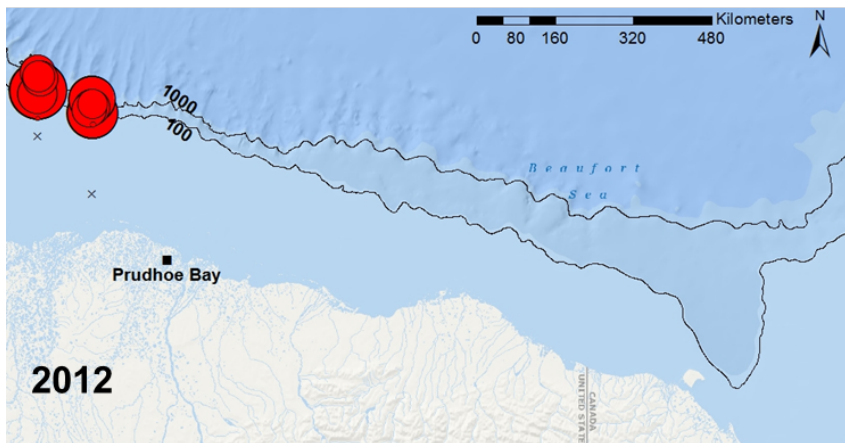 Kilometers
N
0 80 160 320 480
1000
100
Beaufort
Sea
Prudhoe Bay
2012
CANADA
UNITED STATES